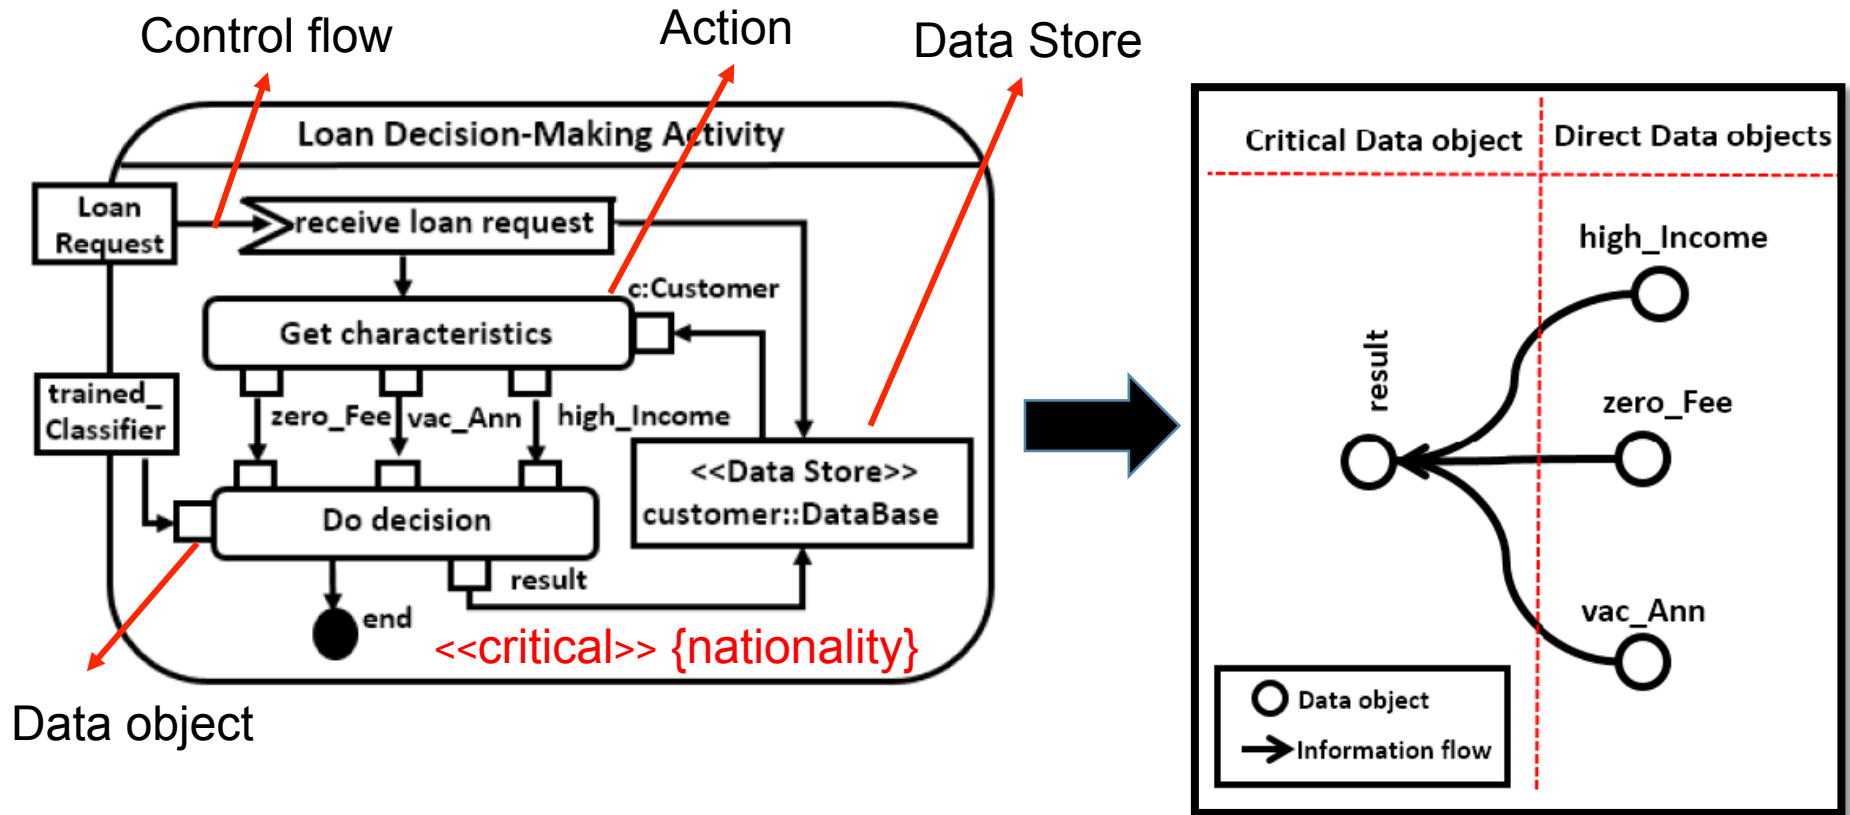 Control flow
Action
Data Store
Loan Decision-Making Activity
Loan
Request
receive loan request
c:Customer
Get characteristics
trained_
Classifier
zero_Fee
vac_Ann
high_Income
<<Data Store>>
customer::DataBase
Do decision
result
end
<<critical>> {nationality}
Data object
Critical Data object
Direct Data objects
high_Income
result
zero_Fee
vac_Ann
Data object
Information flow